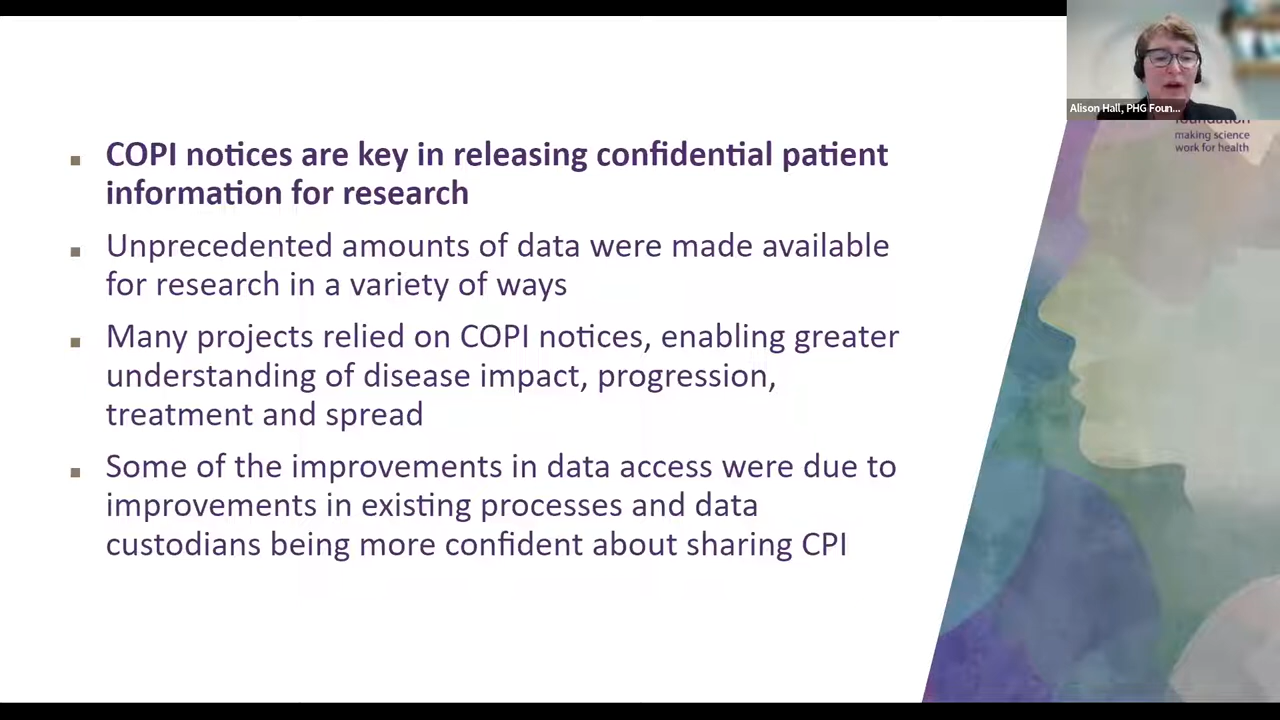 COPI notices are key in releasing confidential patient
information for research
Unprecedented amounts of data were made available
for research in a variety of ways
Many projects relied on COPI notices, enabling greater
understanding of disease impact, progression,
treatment and spread
Some of the improvements in data access were due to
improvements in existing processes and data
custodians being more confident about sharing CPI
Alison Hall, PHG Foun...
foundation
making science
work for health